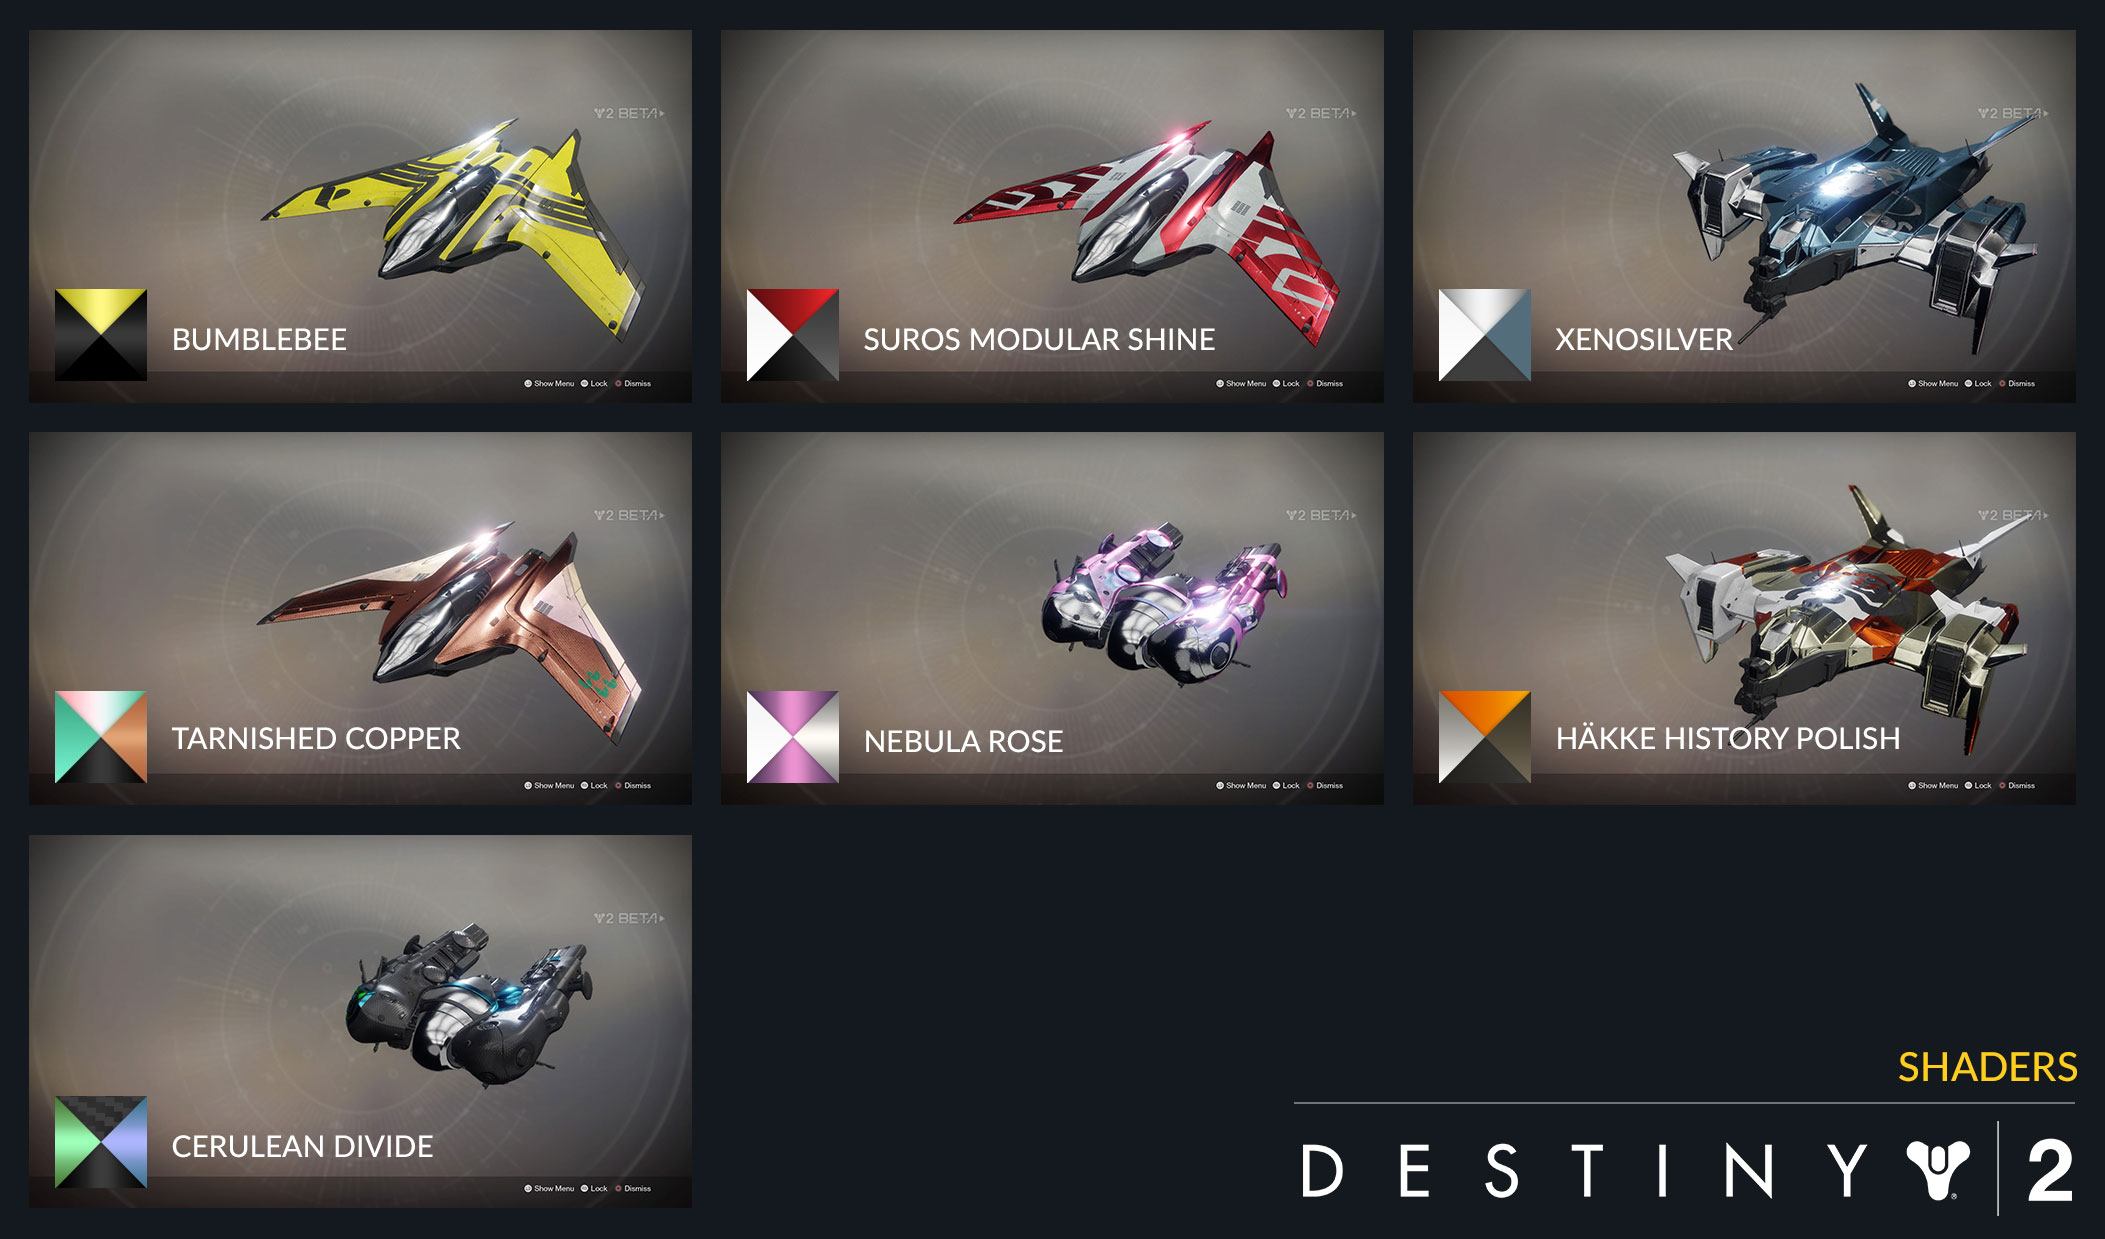 2 BETA
BUMBLEBEE
Show Menu Lock Dismiss
2 BETA
SUROS MODULAR SHINE
Show Menu Lock Dismiss
2 BETA
XENOSILVER
Show Menu Lock Dismiss
2 BETA
TARNISHED COPPER
Show Menu Lock Dismiss
2 BETA
NEBULA ROSE
Show Menu Lock Dismiss
2 BETA
HÄKKE HISTORY POLISH
Show Menu Lock Dismiss
2 BETA
CERULEAN DIVIDE
Show Menu Lock Dismiss
SHADERS
DESTINY 2